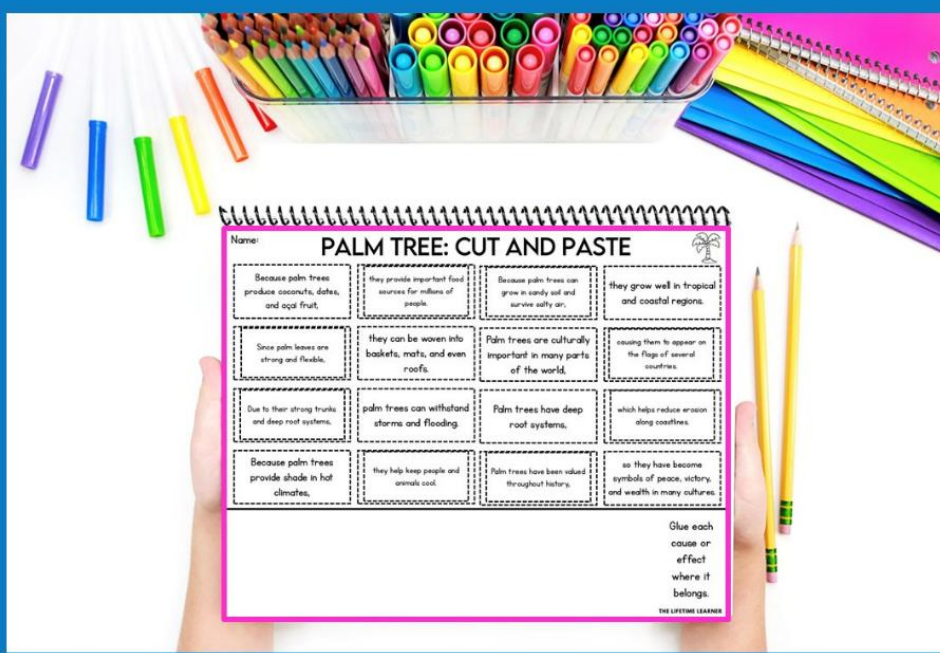 Name:
PALM TREE: CUT AND PASTE
Because palm trees
produce coconuts, dates,
and açaí fruit,
they provide important food
sources for millions of
people.
Because palm trees can
grow in candy soil and
survive salty air,
they grow well in tropical
and coastal regions.
Since palm leaves are
strong and flexible,
they can be woven into
baskets, mats, and even
roofs.
Palm trees are culturally
important in many parts
of the world,
causing them to appear on
the flags of several
countries.
Due to their strong trunks
and deep root systems,
palm trees can withstand
storms and flooding.
Palm trees have deep
root systems,
which helps reduce erosion
along coastlines.
Because palm trees
provide shade in hot
climates,
they help keep people and
animals cool.
Palm trees have been valued
throughout history,
so they have become
symbols of peace, victory,
and wealth in many cultures.
Glue each
cause or
effect
where it
belongs.
THE LIFETIME LEARNER